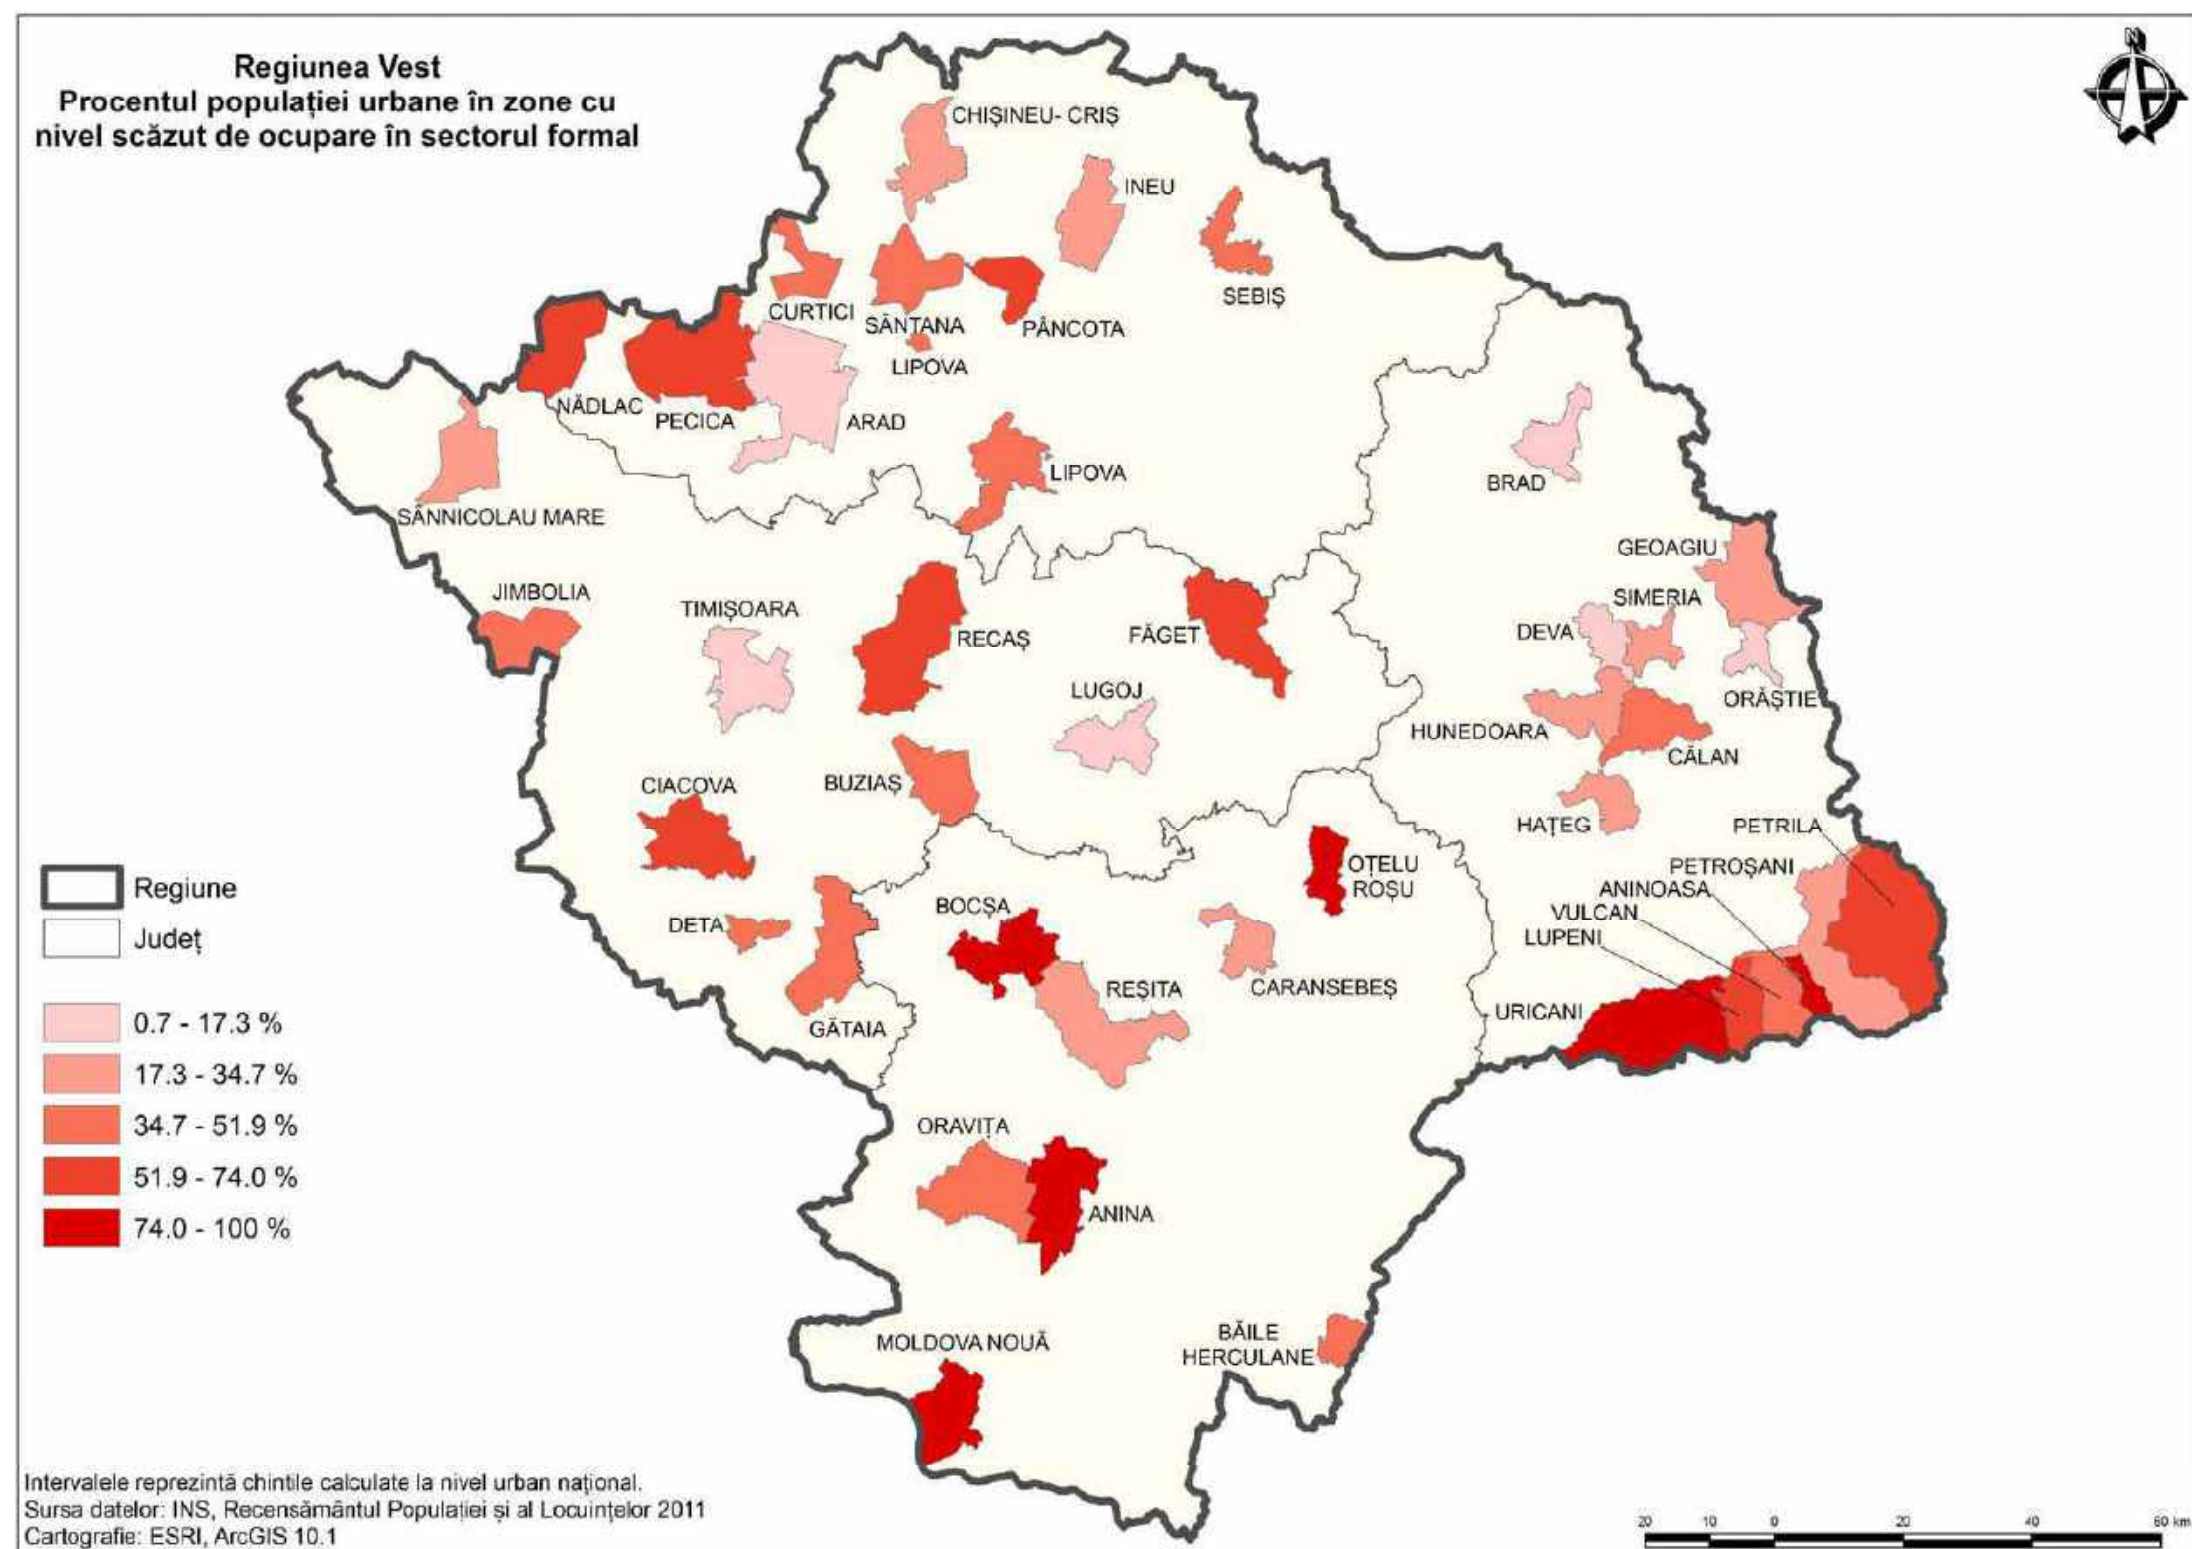 Regiunea Vest
Procentul populației urbane în zone cu
nivel scăzut de ocupare în sectorul formal
N
CHIȘINEU- CRIȘ
INEU
SEBIȘ
CURTICI
SÂNTANA
PÂNCOTA
LIPOVA
NĂDLAC
PECICA
ARAD
LIPOVA
BRAD
SÂNNICOLAU MARE
GEOAGIU
JIMBOLIA
TIMIȘOARA
SIMERIA
RECAȘ
FĂGET
DEVA
LUGOJ
ORĂȘTIE
HUNEDOARA
CĂLAN
CIACOVA
BUZIAȘ
HAȚEG
PETRILA
OȚELU
ROȘU
PETROȘANI
ANINOASA
VULCAN
LUPENI
BOCȘA
DETA
REȘITA
CARANSEBEȘ
URICANI
GĂTAIA
Regiune
Județ
0.7 - 17.3 %
17.3 - 34.7 %
34.7 - 51.9 %
51.9 - 74.0 %
74.0 - 100 %
ORAVIȚA
ANINA
MOLDOVA NOUĂ
BĂILE
HERCULANE
Intervalele reprezintă chintile calculate la nivel urban național.
Sursa datelor: INS, Recensământul Populației și al Locuințelor 2011
Cartografie: ESRI, ArcGIS 10.1
20 10 0 20 40 60 km